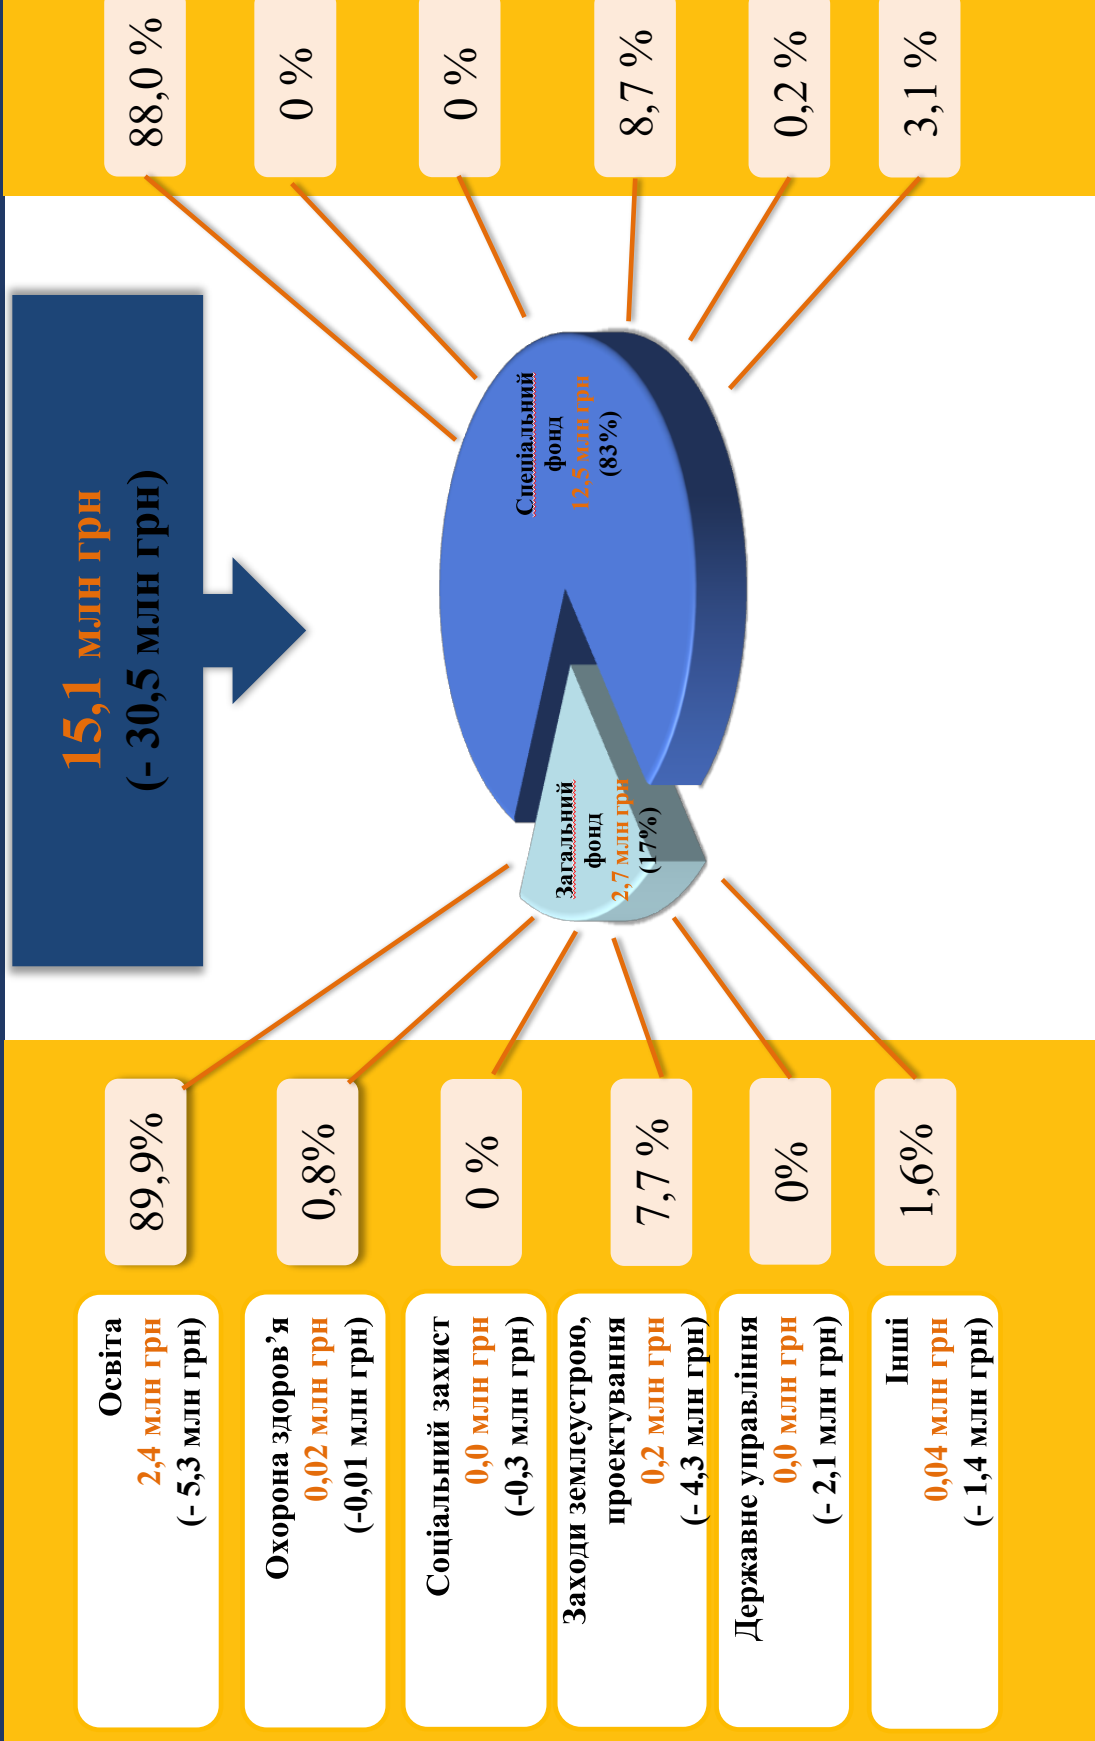 15,1 млн грн
(- 30,5 млн грн)
Освіта
2,4 млн грн
(- 5,3 млн грн)
89,9%
Охорона здоров’я
0,02 млн грн
(-0,01 млн грн)
0,8%
Соціальний захист
0,0 млн грн
(-0,3 млн грн)
0 %
Заходи землеустрою,
проектування
0,2 млн грн
(- 4,3 млн грн)
7,7 %
Державне управління
0,0 млн грн
(- 2,1 млн грн)
0%
Інші
0,04 млн грн
(- 1,4 млн грн)
1,6%
Загальний
фонд
2,7 млн грн
(17%)
Спеціальний
фонд
12,5 млн грн
(83%)
88,0 %
0 %
0 %
8,7 %
0,2 %
3,1 %